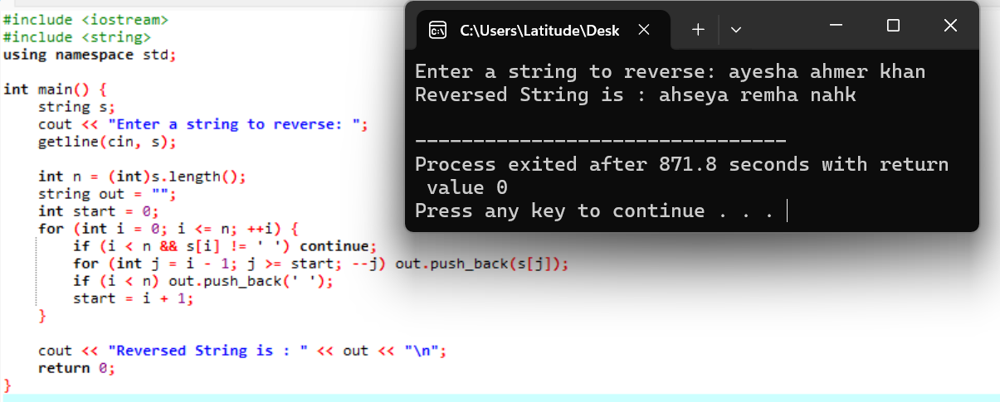 #include <iostream>
#include <string>
using namespace std;

int main() {
    string s;
    cout << "Enter a string to reverse: ";
    getline(cin, s);

    int n = (int)s.length();
    string out = "";
    int start = 0;
    for (int i = 0; i <= n; ++i) {
        if (i < n && s[i] != ' ') continue;
        for (int j = i - 1; j >= start; --j) out.push_back(s[j]);
        if (i < n) out.push_back(' ');
        start = i + 1;
    }

    cout << "Reversed String is : " << out << "\n";
    return 0;
}
C:\Users\Latitude\Desk
Enter a string to reverse: ayesha ahmer khan
Reversed String is : ahseya remha nahk

--------------------------------
Process exited after 871.8 seconds with return
 value 0
Press any key to continue . . .